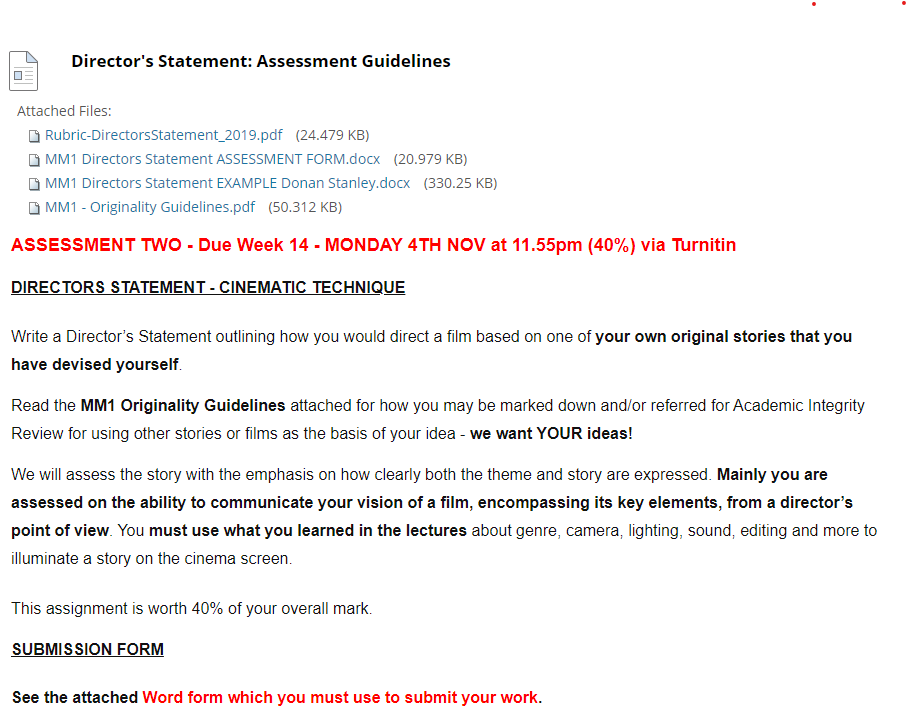 Director's Statement: Assessment Guidelines
Attached Files:
Rubric-DirectorsStatement_2019.pdf (24.479 KB)
MM1 Directors Statement ASSESSMENT FORM.docx (20.979 KB)
MM1 Directors Statement EXAMPLE Donan Stanley.docx (330.25 KB)
MM1 - Originality Guidelines.pdf (50.312 KB)
ASSESSMENT TWO - Due Week 14 - MONDAY 4TH NOV at 11.55pm (40%) via Turnitin
DIRECTORS STATEMENT - CINEMATIC TECHNIQUE
Write a Director’s Statement outlining how you would direct a film based on one of your own original stories that you
have devised yourself.
Read the MM1 Originality Guidelines attached for how you may be marked down and/or referred for Academic Integrity
Review for using other stories or films as the basis of your idea - we want YOUR ideas!
We will assess the story with the emphasis on how clearly both the theme and story are expressed. Mainly you are
assessed on the ability to communicate your vision of a film, encompassing its key elements, from a director’s
point of view. You must use what you learned in the lectures about genre, camera, lighting, sound, editing and more to
illuminate a story on the cinema screen.
This assignment is worth 40% of your overall mark.
SUBMISSION FORM
See the attached Word form which you must use to submit your work.